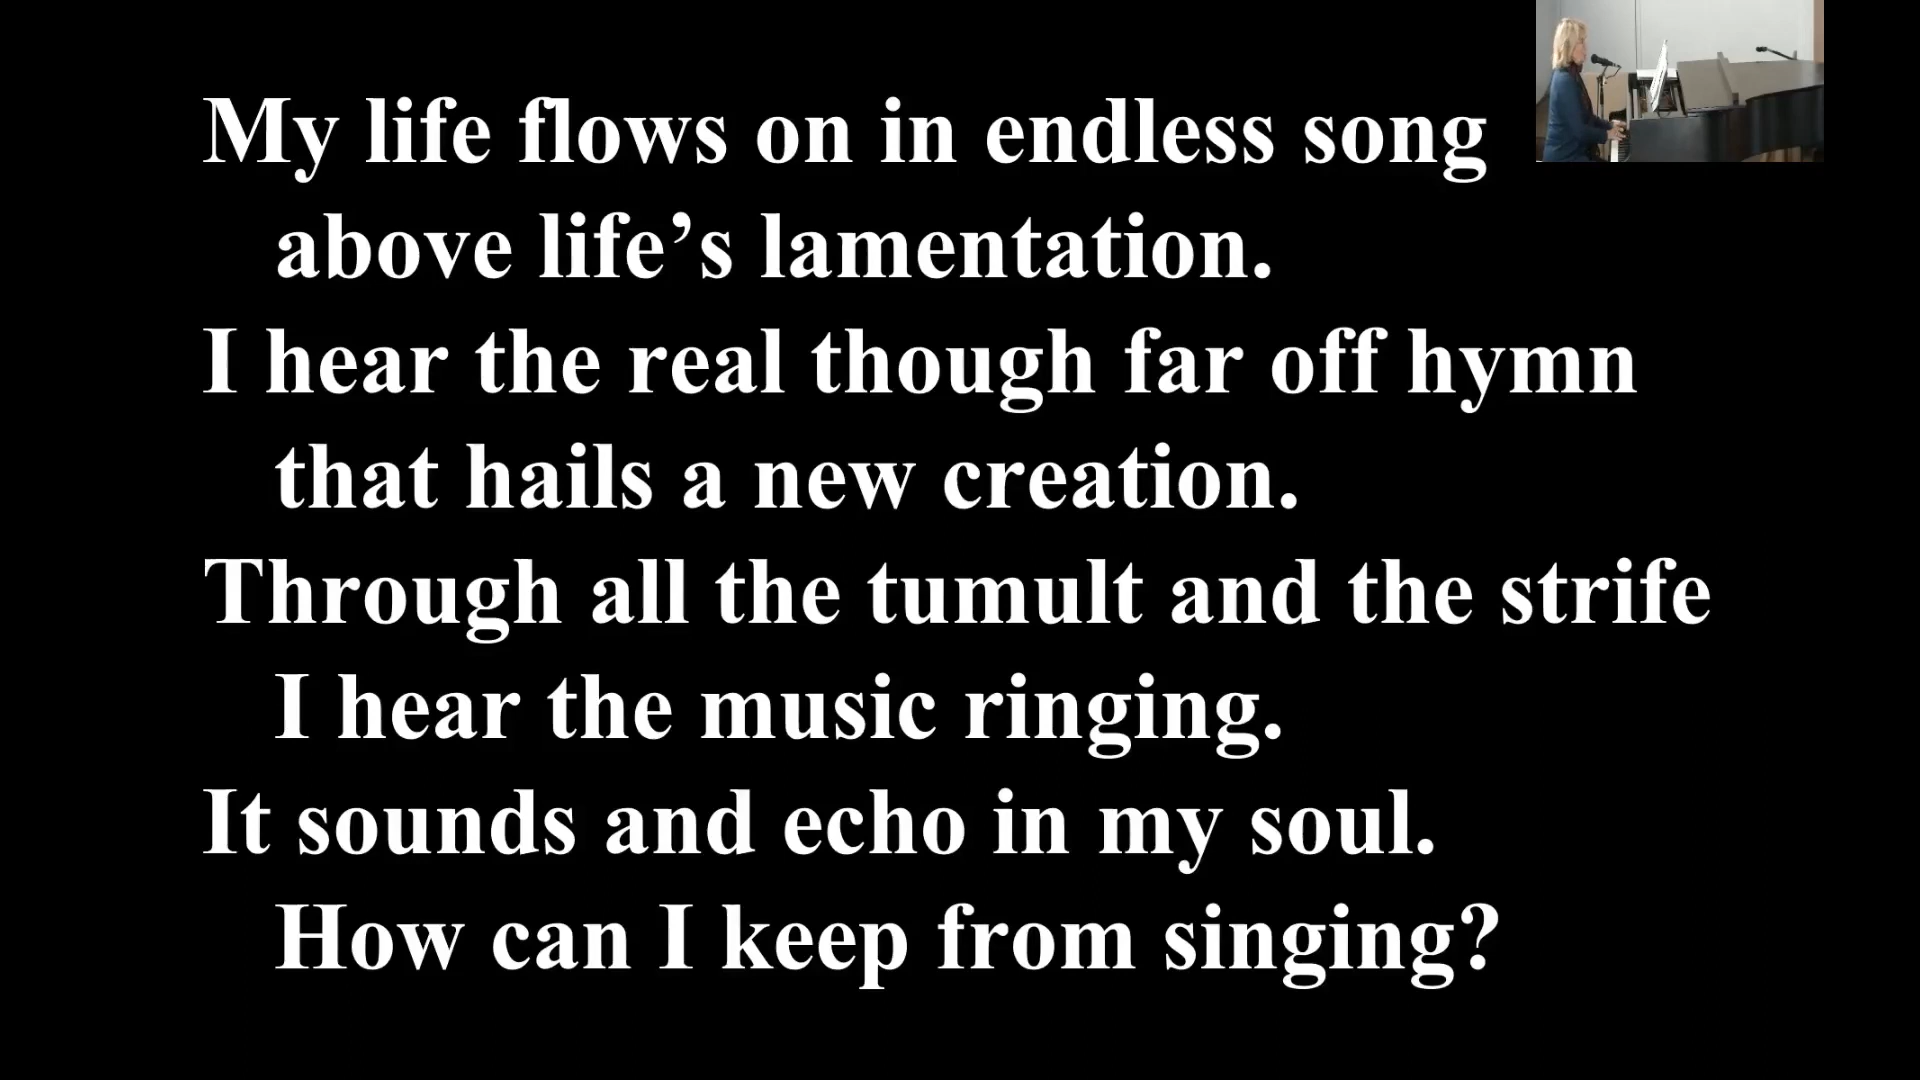 My life flows on in endless song
above life’s lamentation.
I hear the real though far off hymn
that hails a new creation.
Through all the tumult and the strife
I hear the music ringing.
It sounds and echo in my soul.
How can I keep from singing?